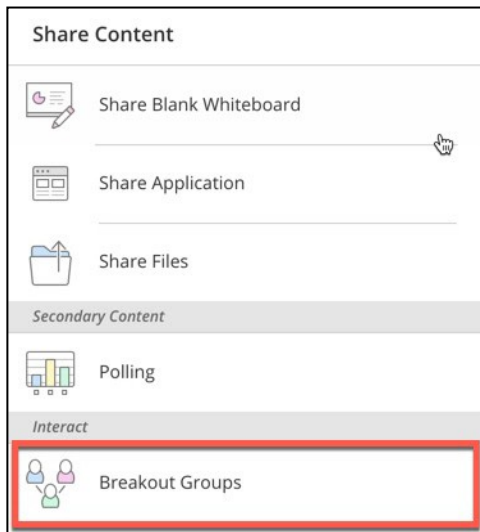 Share Content
Share Blank Whiteboard
Share Application
Share Files
Secondary Content
Polling
Interact
Breakout Groups